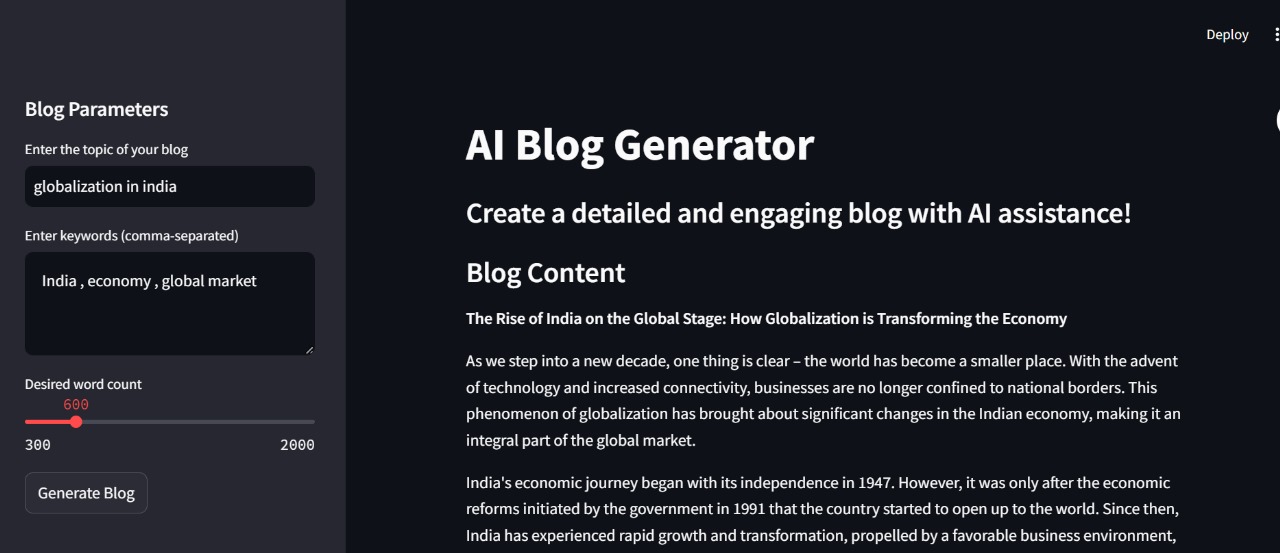 Deploy
Blog Parameters
Enter the topic of your blog
globalization in india
Enter keywords (comma-separated)
India , economy , global market
Desired word count
600
300 2000
Generate Blog
AI Blog Generator
Create a detailed and engaging blog with AI assistance!
Blog Content
The Rise of India on the Global Stage: How Globalization is Transforming the Economy
As we step into a new decade, one thing is clear – the world has become a smaller place. With the advent
of technology and increased connectivity, businesses are no longer confined to national borders. This
phenomenon of globalization has brought about significant changes in the Indian economy, making it an
integral part of the global market.
India's economic journey began with its independence in 1947. However, it was only after the economic
reforms initiated by the government in 1991 that the country started to open up to the world. Since then,
India has experienced rapid growth and transformation, propelled by a favorable business environment,